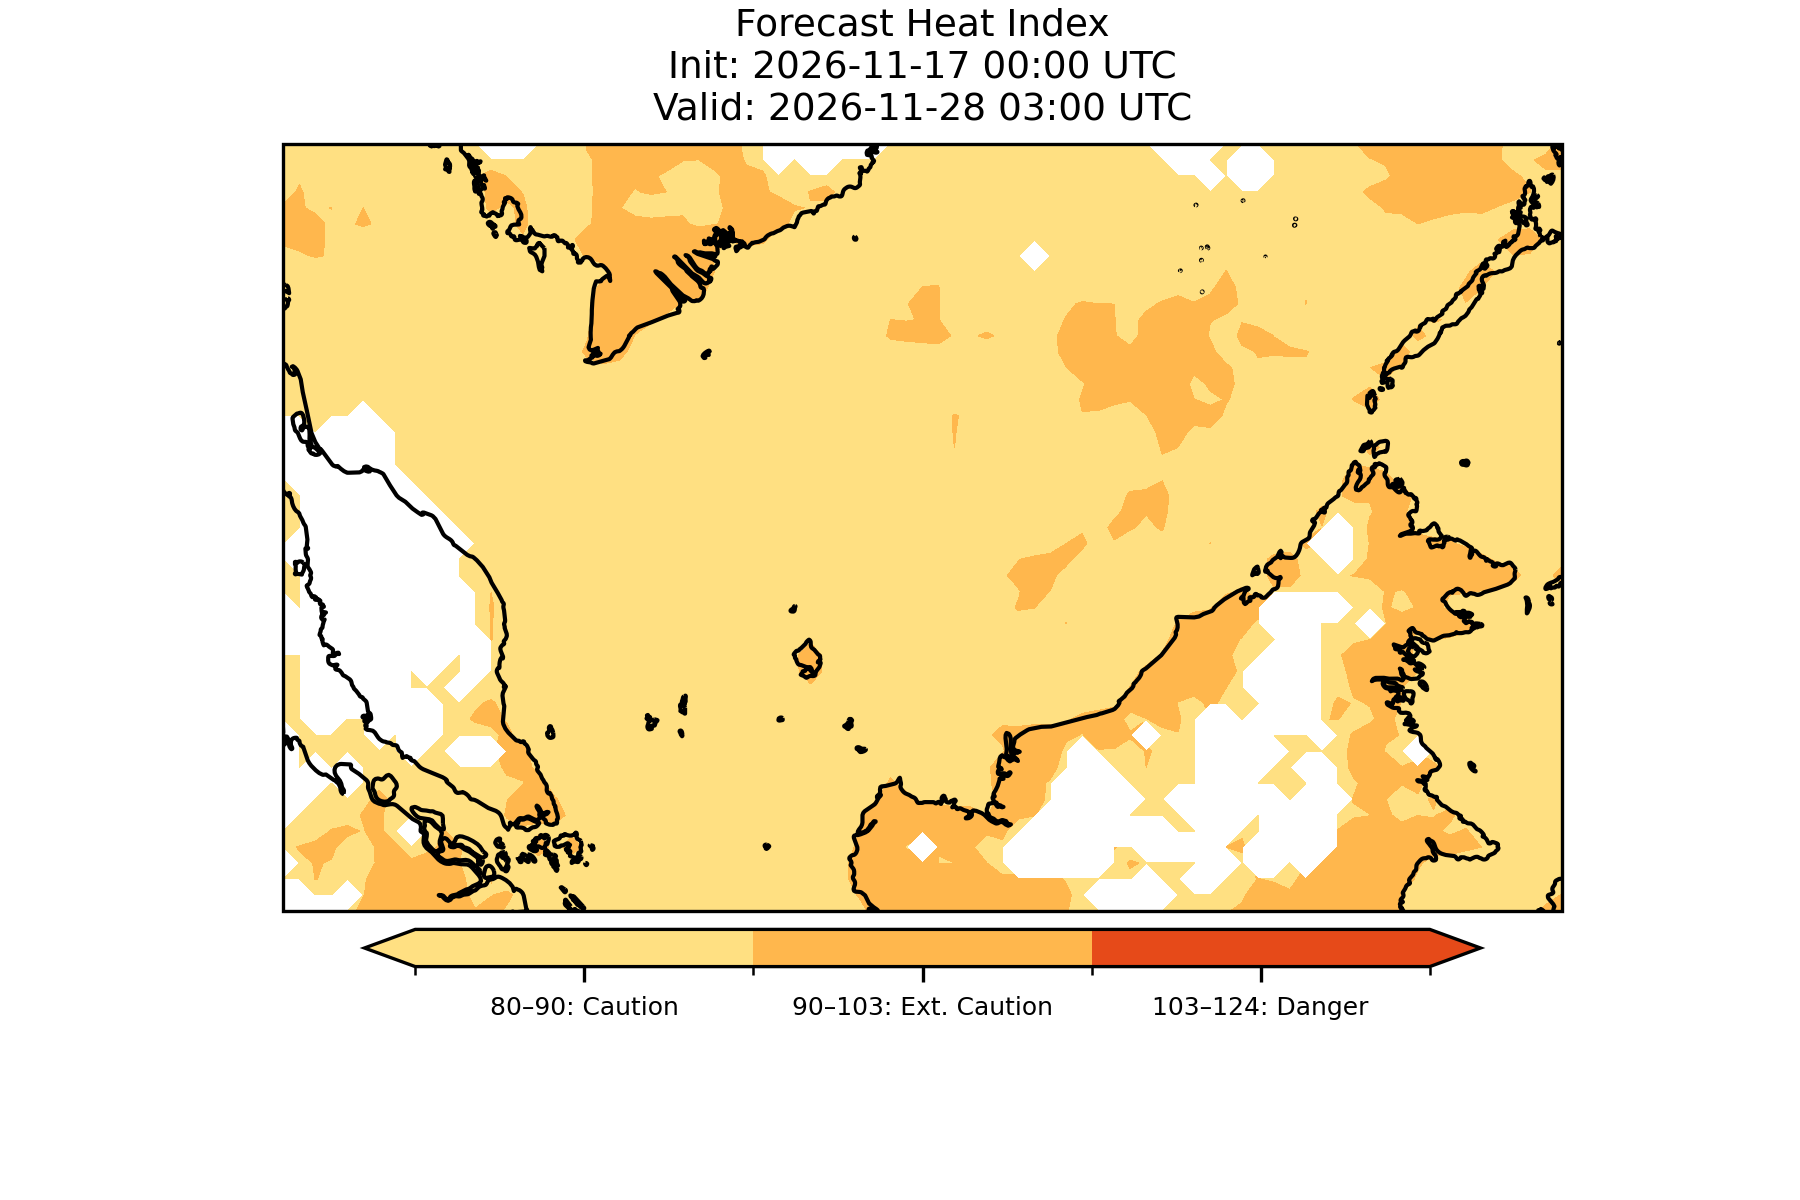 Forecast Heat Index
Init: 2026-11-17 00:00 UTC
Valid: 2026-11-28 03:00 UTC
80–90: Caution
90–103: Ext. Caution
103–124: Danger